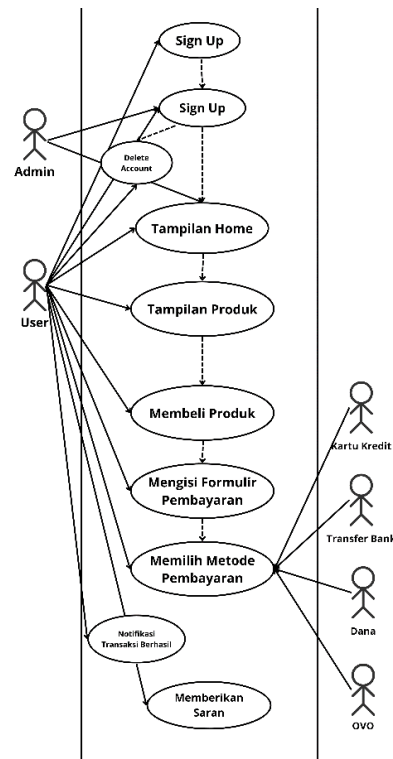 Sign Up
Sign Up
Admin
Delete
Account
Tampilan Home
User
Tampilan Produk
Membeli Produk
Kartu Kredit
Mengisi Formulir
Pembayaran
Transfer Bank
Memilih Metode
Pembayaran
Dana
Notifikasi
Transaksi Berhasil
Memberikan
Saran
OVO